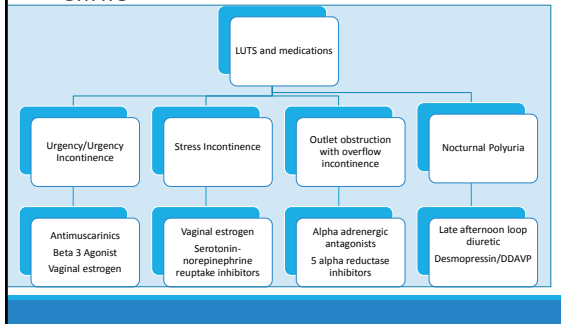 LUTS and medications
Urgency/Urgency
Incontinence
Stress Incontinence
Outlet obstruction
with overflow
incontinence
Nocturnal Polyuria
Antimuscarinics
Beta 3 Agonist
Vaginal estrogen
Vaginal estrogen
Serotonin-
norepinephrine
reuptake inhibitors
Alpha adrenergic
antagonists
5 alpha reductase
inhibitors
Late afternoon loop
diuretic
Desmopressin/DDAVP